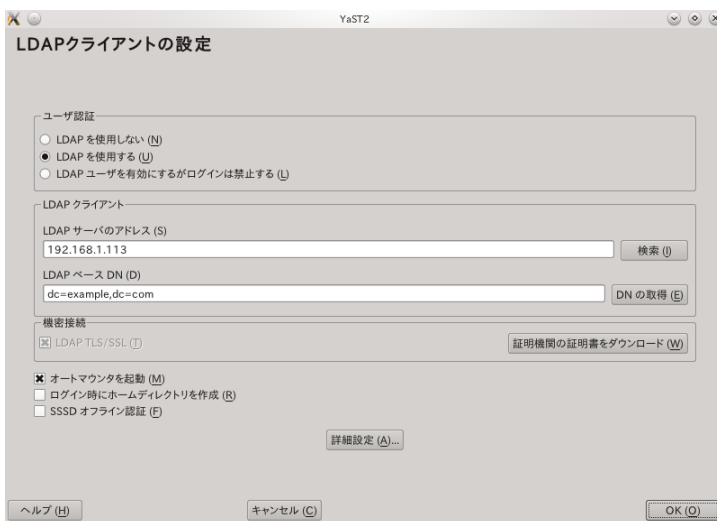 YaST2
LDAPクライアントの設定
ユーザ認証
LDAP を使用しない (N)
LDAP を使用する (U)
LDAP ユーザを有効にするがログインは禁止する (L)
LDAP クライアント
LDAP サーバのアドレス (S)
192.168.1.113
検索 (I)
LDAP ベース DN (D)
dc=example,dc=com
DN の取得 (E)
機密接続
LDAP TLS/SSL (T)
証明機関の証明書をダウンロード (W)
オートマウンタを起動 (M)
ログイン時にホームディレクトリを作成 (R)
SSSD オフライン認証 (F)
詳細設定 (A)...
ヘルプ (H)
キャンセル (C)
OK (O)